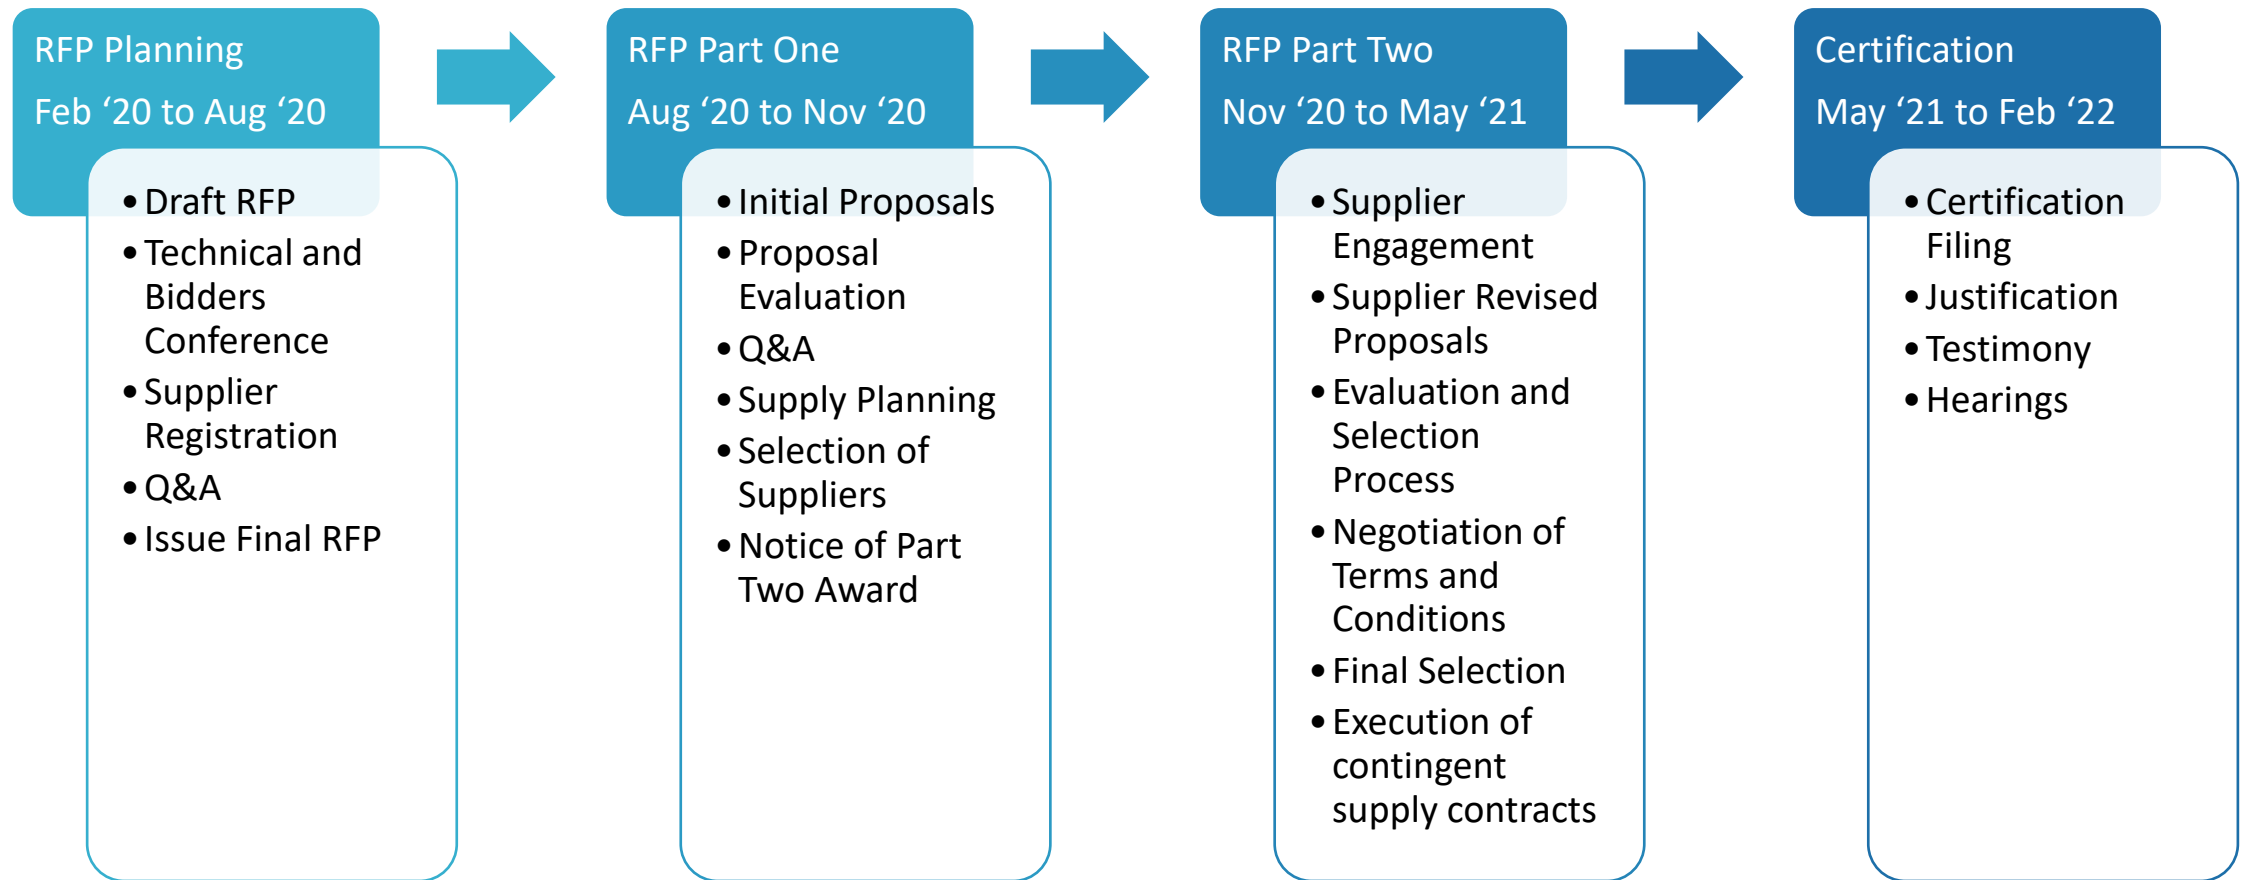 RFP Planning
Feb ‘20 to Aug ‘20
• Draft RFP
• Technical and
Bidders
Conference
• Supplier
Registration
• Q&A
• Issue Final RFP
RFP Part One
Aug ‘20 to Nov ‘20
• Initial Proposals
• Proposal
Evaluation
• Q&A
• Supply Planning
• Selection of
Suppliers
• Notice of Part
Two Award
RFP Part Two
Nov ‘20 to May ‘21
• Supplier
Engagement
• Supplier Revised
Proposals
• Evaluation and
Selection
Process
• Negotiation of
Terms and
Conditions
• Final Selection
• Execution of
contingent
supply contracts
Certification
May ‘21 to Feb ‘22
• Certification
Filing
• Justification
• Testimony
• Hearings